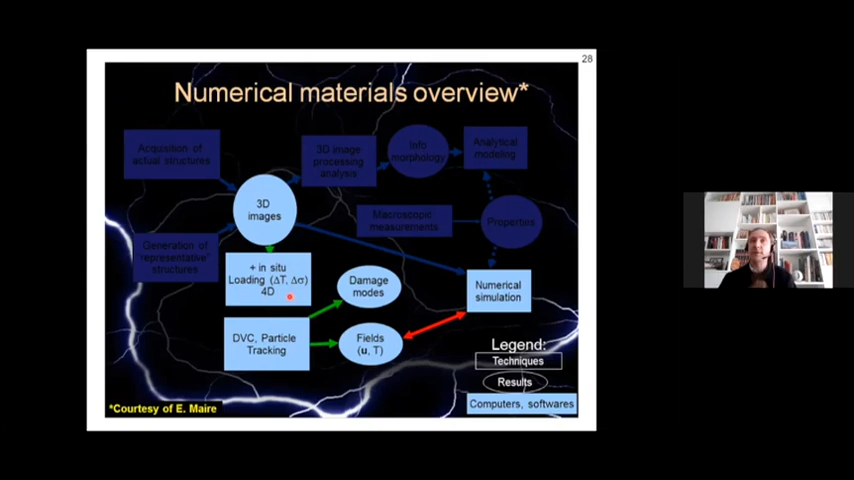 28
Numerical materials overview*
Acquisition of
actual structures
3D image
processing
analysis
Info
morphology
Analytical
modeling
3D
images
Macroscopic
measurements
Properties
Generation of
"representative"
structures
+ in situ
Loading (ΔT, Δσ)
4D
Damage
modes
Numerical
simulation
DVC, Particle
Tracking
Fields
(u, T)
Legend:
Techniques
Results
Computers, softwares
*Courtesy of E. Maire